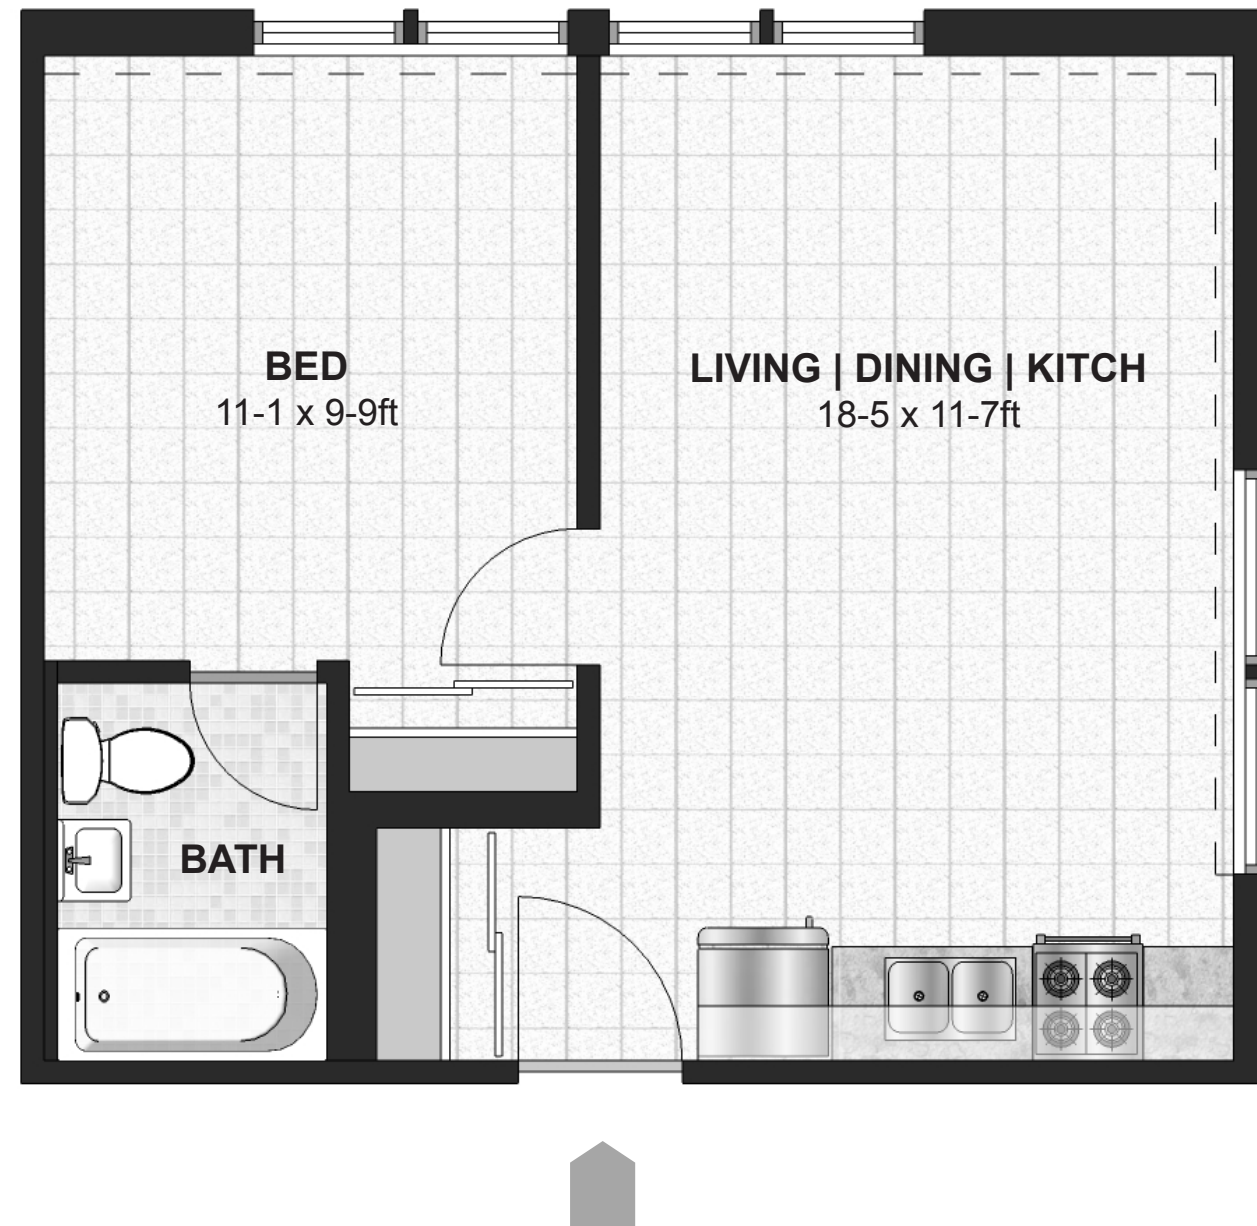 BED
11-1 x 9-9ft
LIVING | DINING | KITCH
18-5 x 11-7ft
BATH